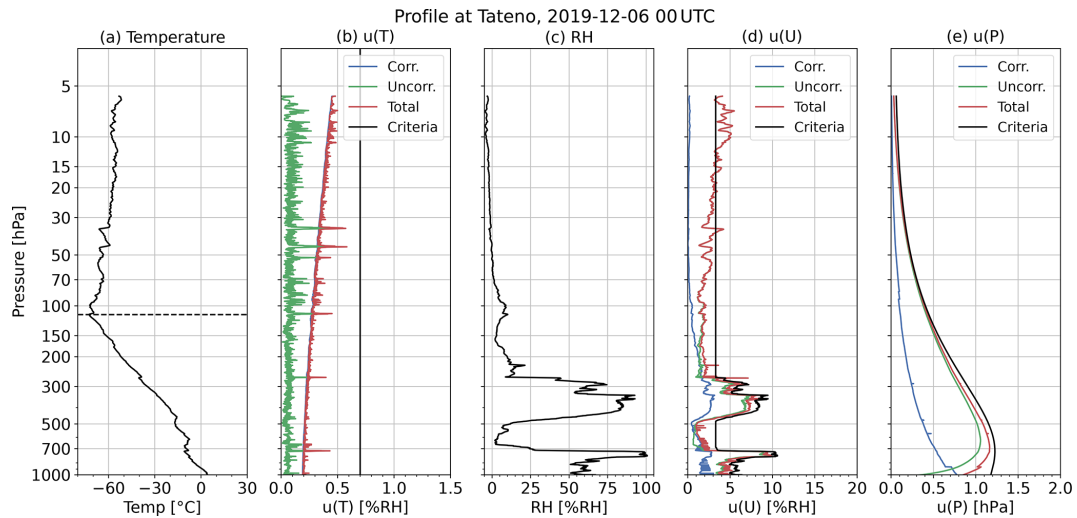 Profile at Tateno, 2019-12-06 00 UTC
(a) Temperature
(b) u(T)
(c) RH
(d) u(U)
(e) u(P)
Corr.
Uncorr.
Total
Criteria
Corr.
Uncorr.
Total
Criteria
Corr.
Uncorr.
Total
Criteria
Pressure [hPa]
5
10
15
20
30
50
70
100
150
200
300
500
700
1000
−60 −30 0 30
0.0 0.5 1.0 1.5
0 25 50 75 100
0 5 10 15 20
0.0 0.5 1.0 1.5 2.0
Temp [°C]
u(T) [%RH]
RH [%RH]
u(U) [%RH]
u(P) [hPa]